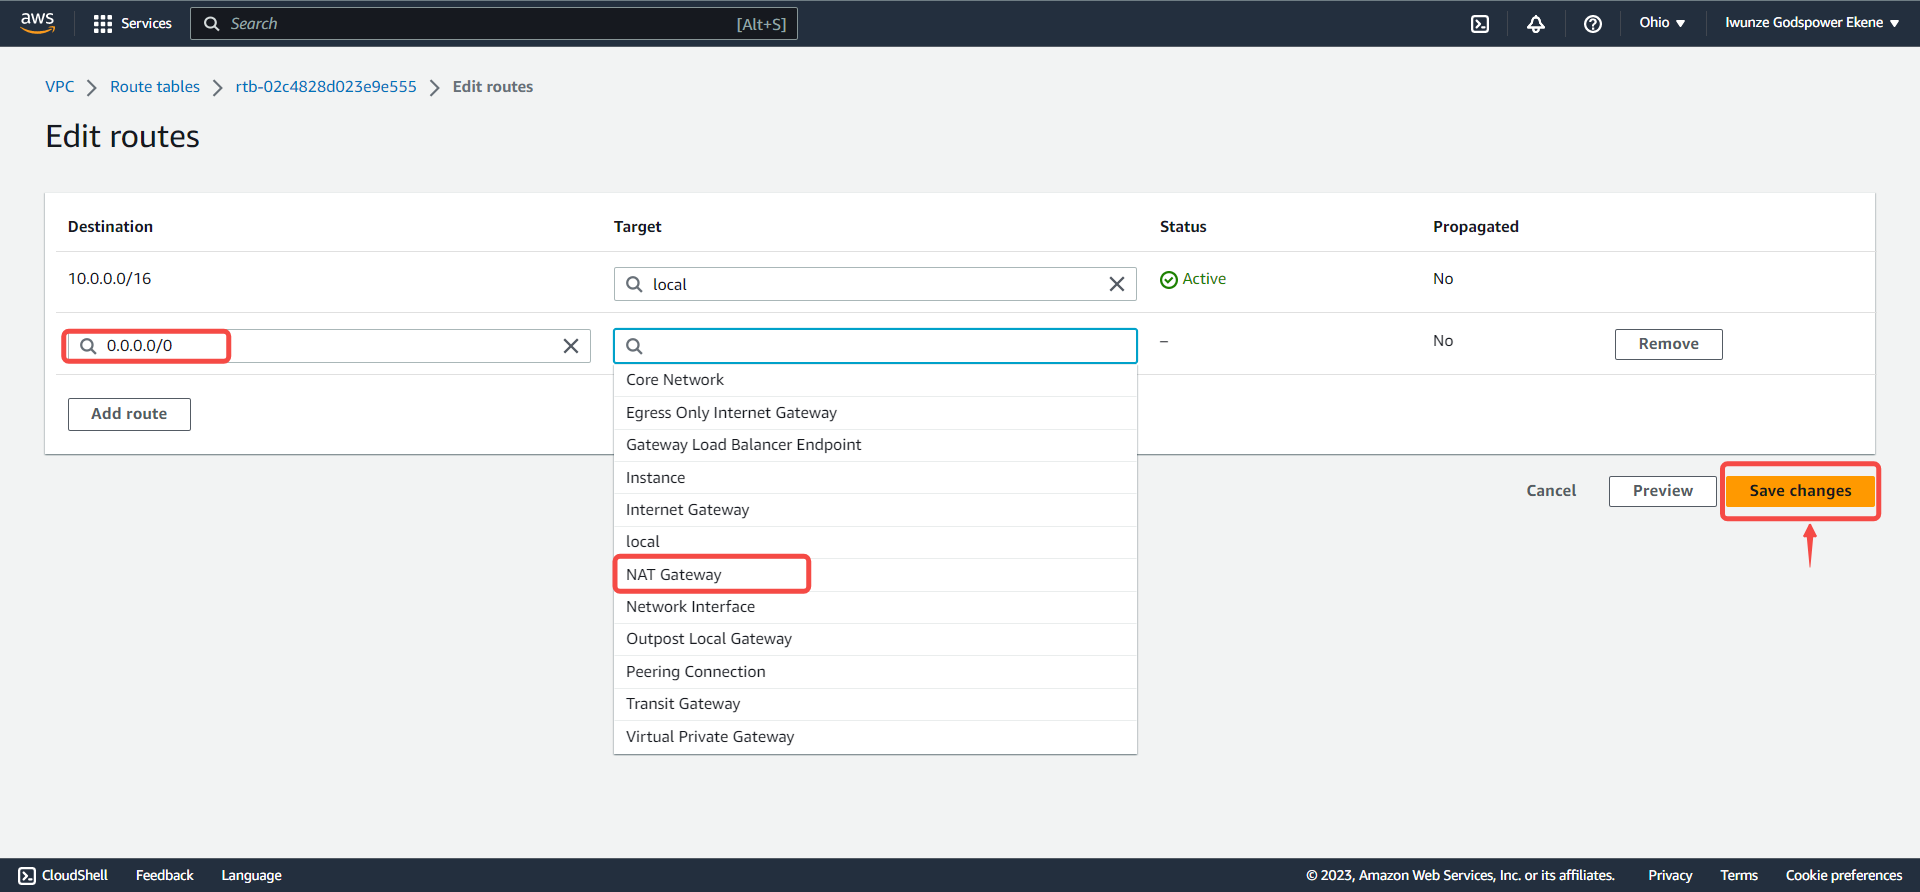 aws
Services
Search
[Alt+S]
Ohio
Iwunze Godspower Ekene
VPC
Route tables
rtb-02c4828d023e9e555
Edit routes
Edit routes
Destination
Target
Status
Propagated
10.0.0.0/16
local
Active
No
0.0.0.0/0
–
No
Remove
Core Network
Egress Only Internet Gateway
Gateway Load Balancer Endpoint
Instance
Internet Gateway
local
NAT Gateway
Network Interface
Outpost Local Gateway
Peering Connection
Transit Gateway
Virtual Private Gateway
Add route
Cancel
Preview
Save changes
CloudShell
Feedback
Language
© 2023, Amazon Web Services, Inc. or its affiliates.
Privacy
Terms
Cookie preferences